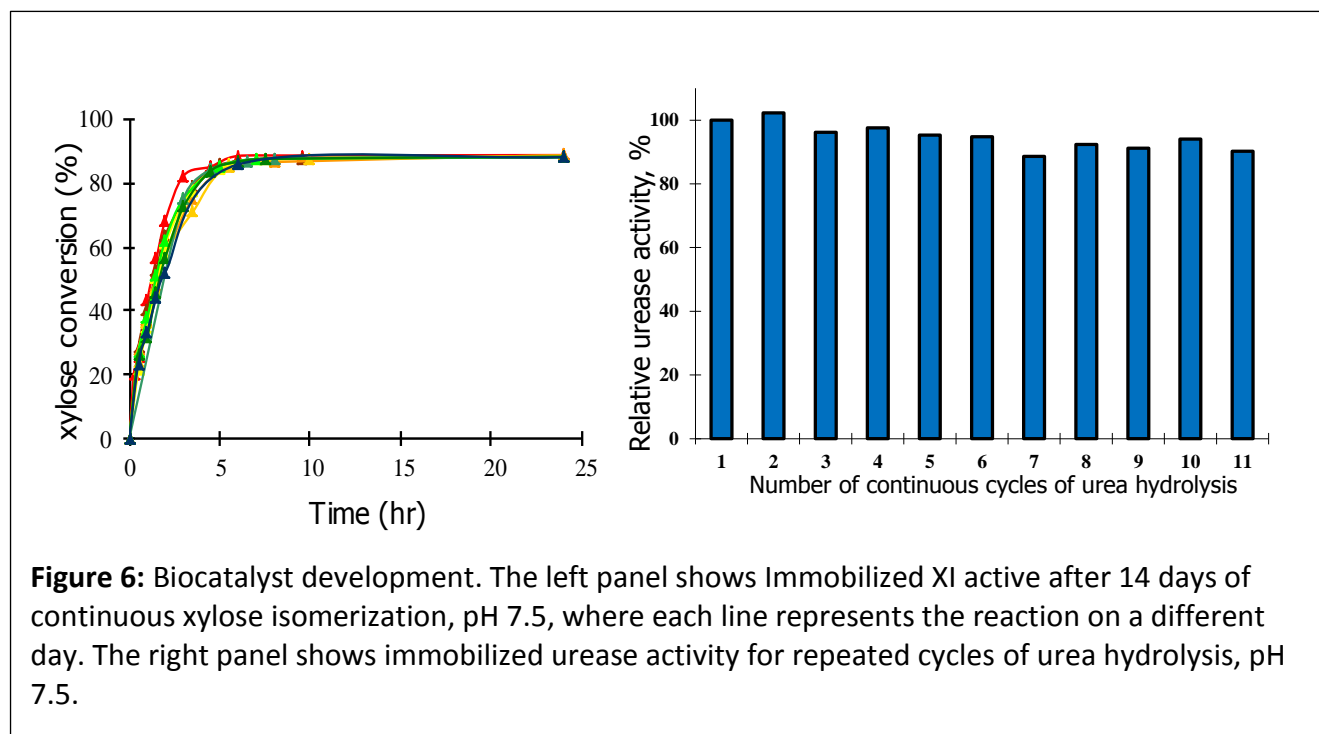 100
80
60
40
20
0
xylose conversion (%)
0 5 10 15 20 25
Time (hr)
100
80
60
40
20
0
Relative urease activity, %
1 2 3 4 5 6 7 8 9 10 11
Number of continuous cycles of urea hydrolysis
Figure 6: Biocatalyst development. The left panel shows Immobilized XI active after 14 days of
continuous xylose isomerization, pH 7.5, where each line represents the reaction on a different
day. The right panel shows immobilized urease activity for repeated cycles of urea hydrolysis, pH
7.5.